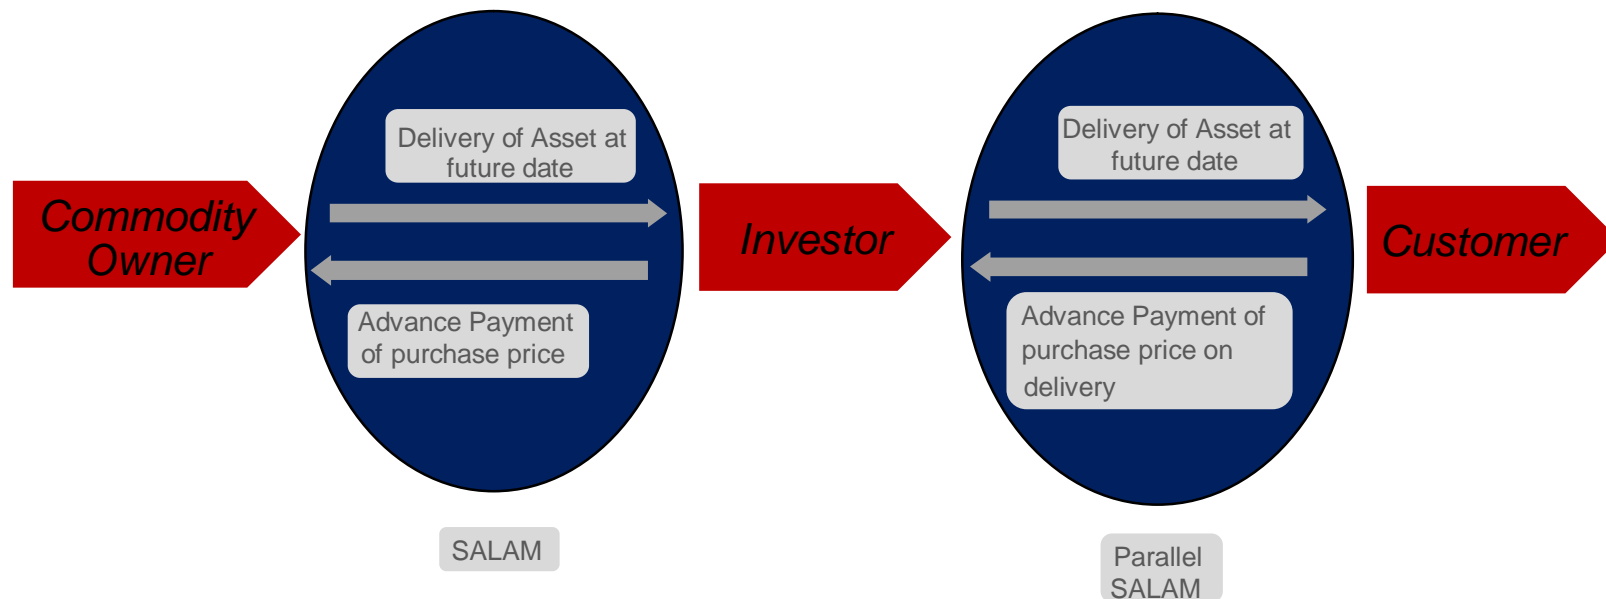 Commodity
Owner
Delivery of Asset at
future date
Advance Payment
of purchase price
SALAM
Investor
Delivery of Asset at
future date
Advance Payment of
purchase price on
delivery
Parallel
SALAM
Customer